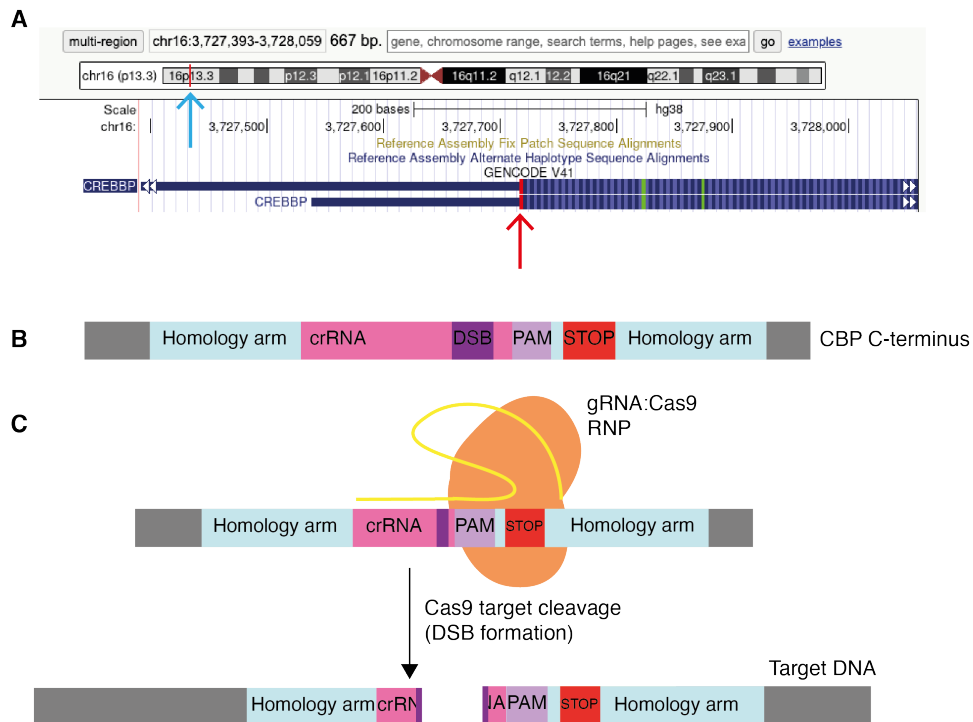 A
multi-region chr16:3,727,393-3,728,059 667 bp. gene, chromosome range, search terms, help pages, see exa go examples
chr16 (p13.3) 16p13.3 p12.3 p12.1 16p11.2 16q11.2 q12.1 12.2 16q21 q22.1 q23.1
Scale 200 bases hg38
chr16: 3,727,500 3,727,600 3,727,700 3,727,800 3,727,900 3,728,000
Reference Assembly Fix Patch Sequence Alignments
Reference Assembly Alternate Haplotype Sequence Alignments
GENCODE V41
CREBBP
CREBBP
B
Homology arm crRNA DSB PAM STOP Homology arm CBP C-terminus
C
gRNA:Cas9
RNP
Homology arm crRNA PAM STOP Homology arm
Cas9 target cleavage
(DSB formation)
Target DNA
Homology arm crRN IA PAM STOP Homology arm